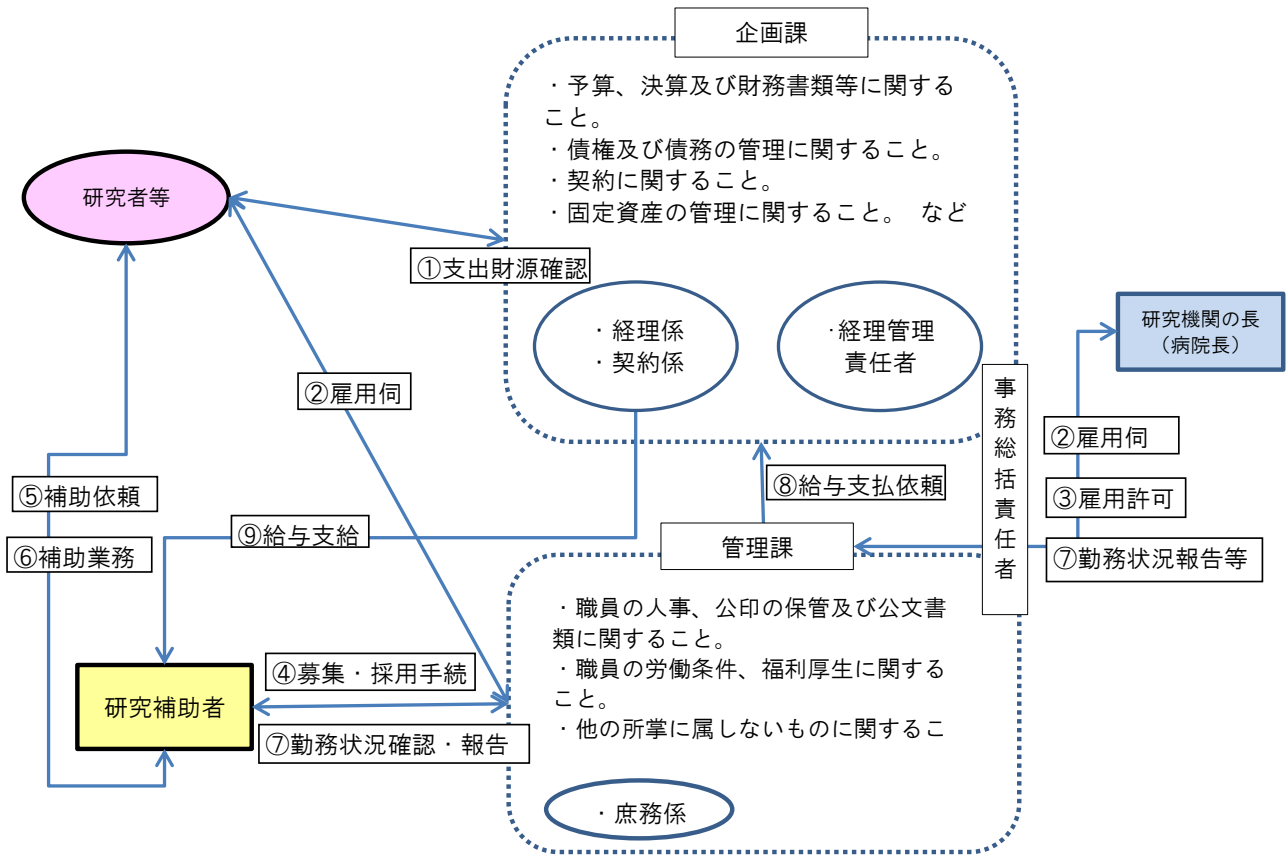 企画課
・予算、決算及び財務書類等に関する
こと。
・債権及び債務の管理に関すること。
・契約に関すること。
・固定資産の管理に関すること。 など
研究者等
①支出財源確認
・経理係
・契約係
・経理管理
責任者
研究機関の長
(病院長)
②雇用伺
事務総括責任者
②雇用伺
③雇用許可
⑦勤務状況報告等
⑤補助依頼
⑥補助業務
⑧給与支払依頼
⑨給与支給
管理課
・職員の人事、公印の保管及び公文書
類に関すること。
・職員の労働条件、福利厚生に関する
こと。
・他の所掌に属しないものに関するこ
④募集・採用手続
研究補助者
⑦勤務状況確認・報告
・庶務係